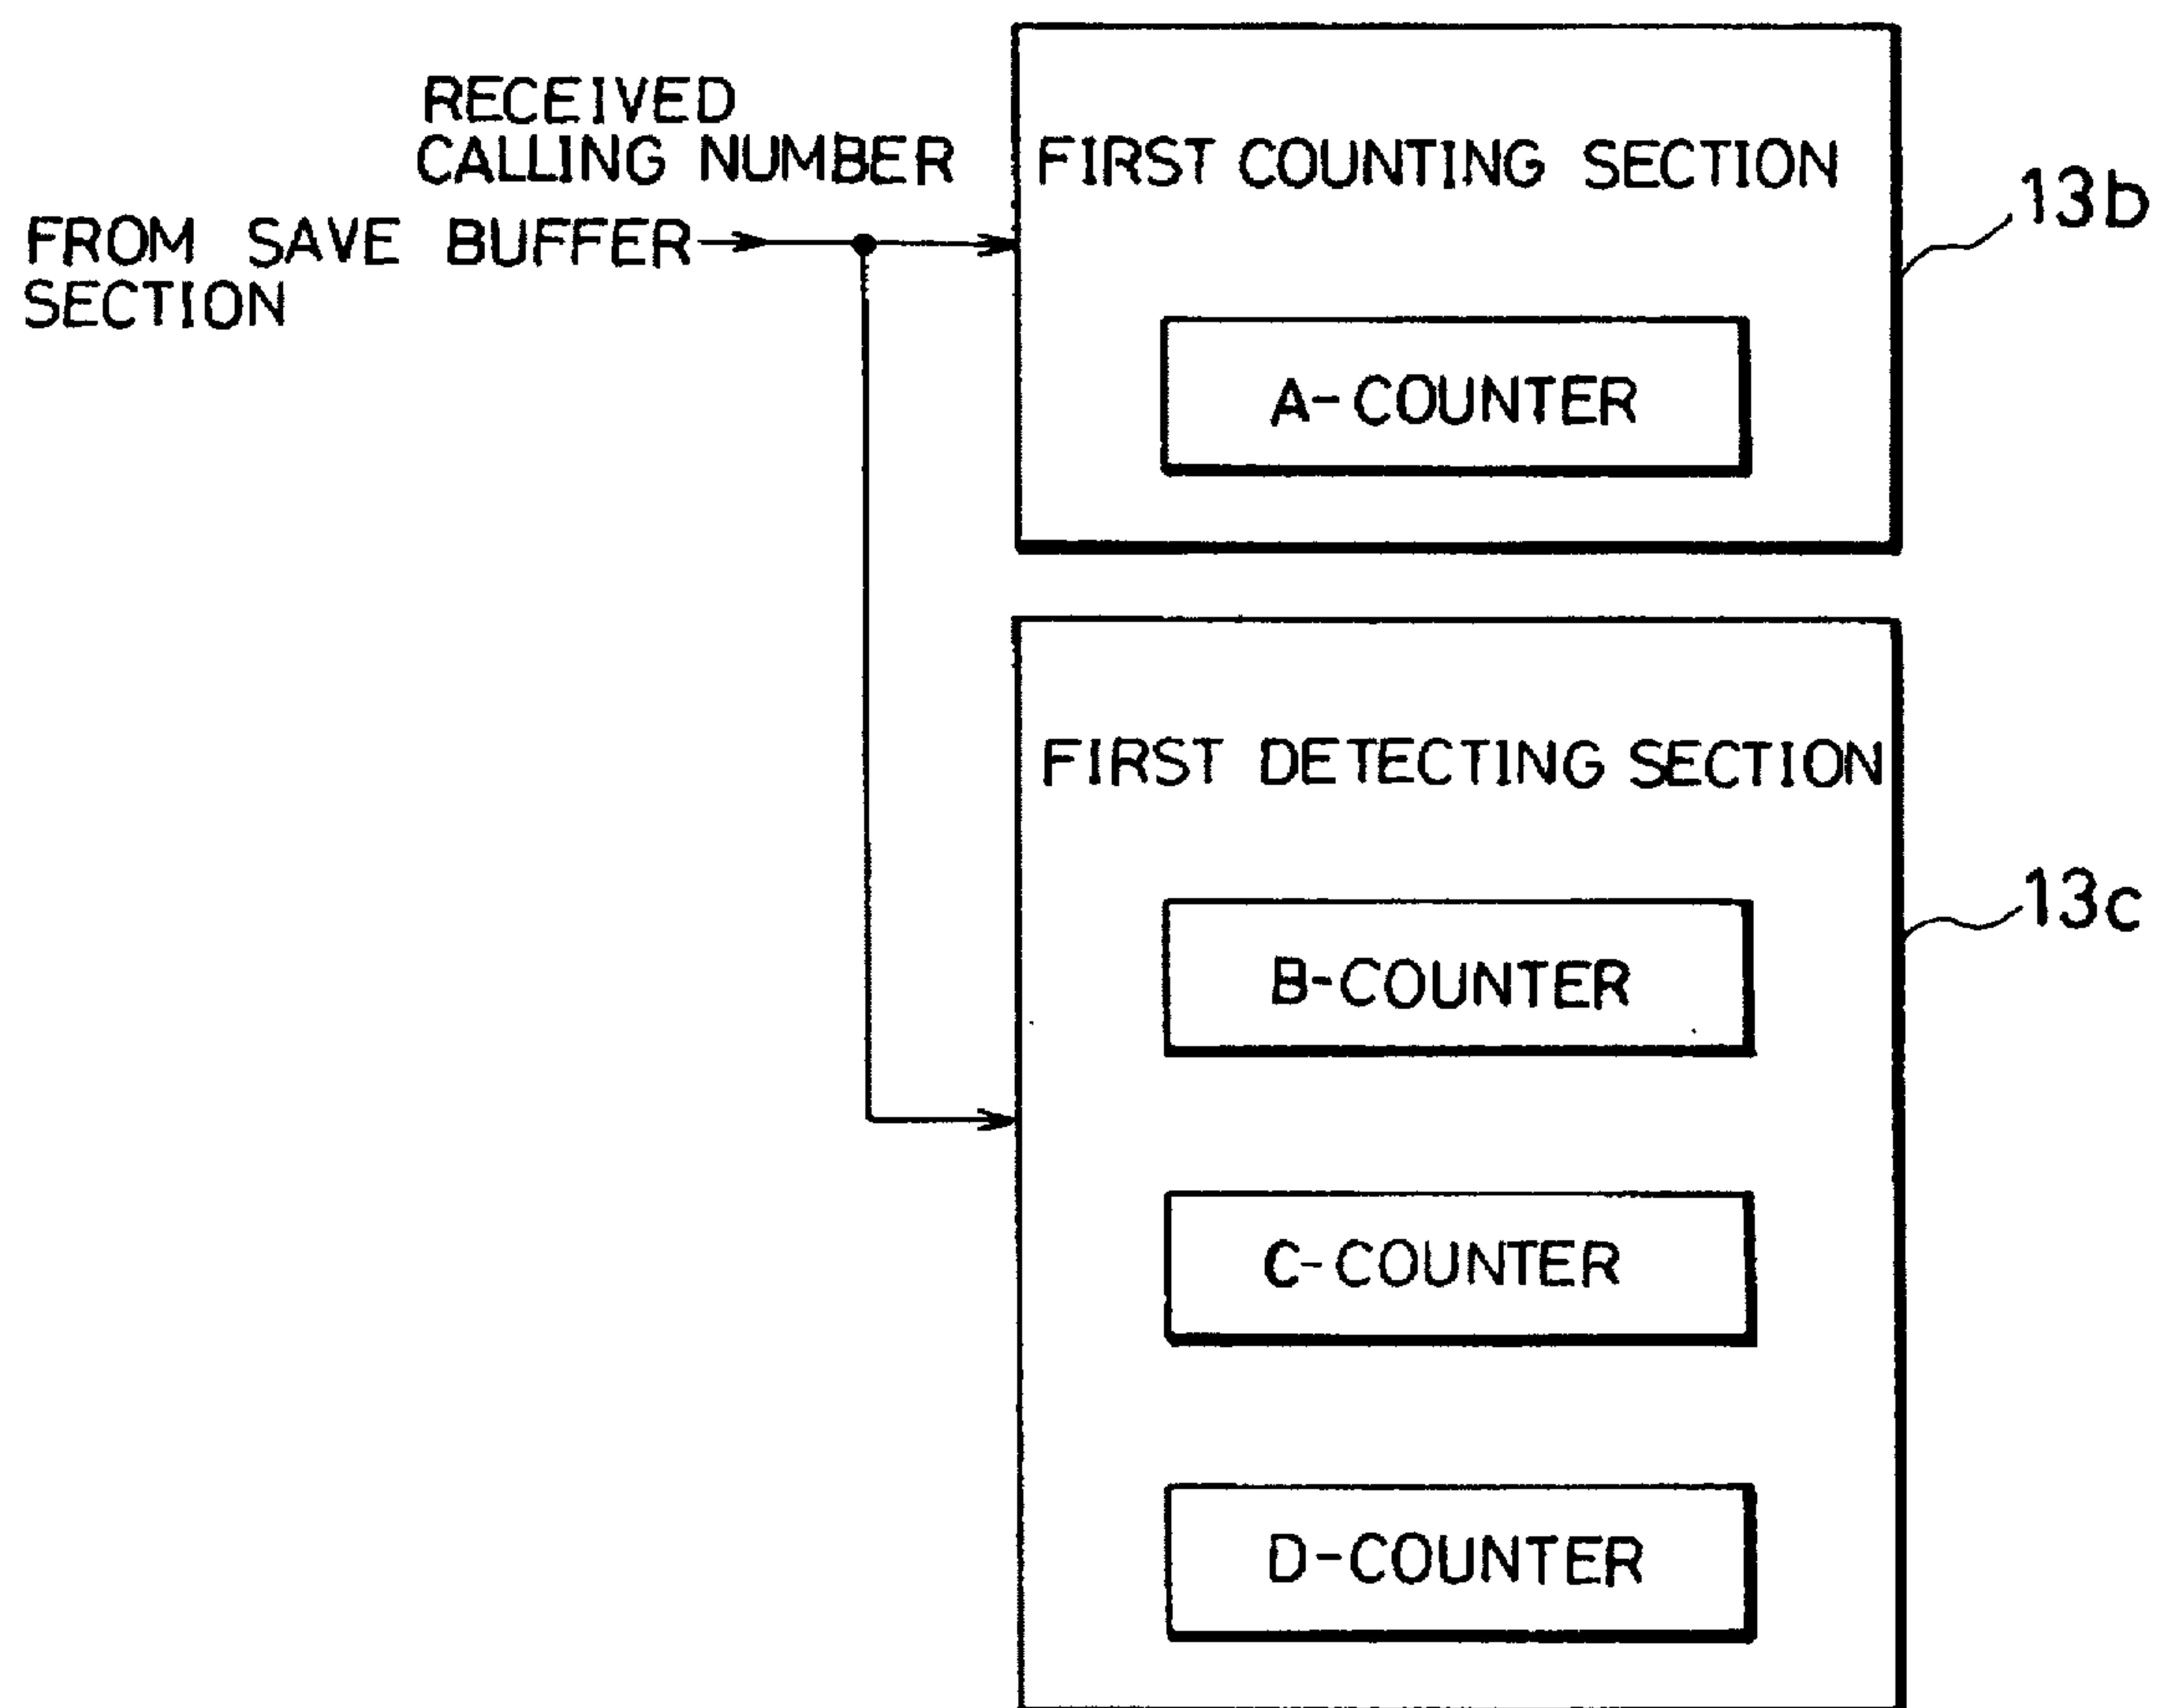 RECEIVED
CALLING NUMBER
FROM SAVE BUFFER
SECTION
FIRST COUNTING SECTION
13b
A-COUNTER
FIRST DETECTING SECTION
13c
B-COUNTER
C-COUNTER
D-COUNTER